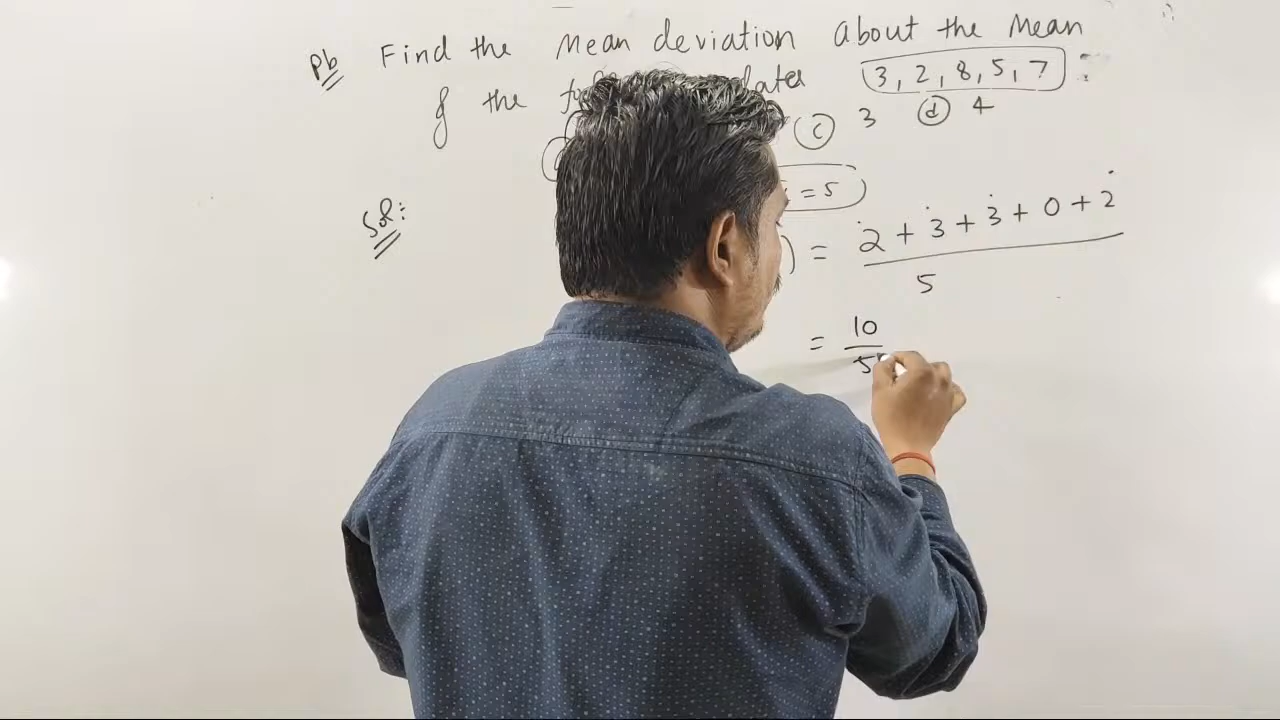 Pb Find the Mean deviation about the Mean
of the data 3, 2, 8, 5, 7 :
(c) 3 (d) 4
= 5
Sol:
) = 2 + 3 + 3 + 0 + 2
5
= 10
5